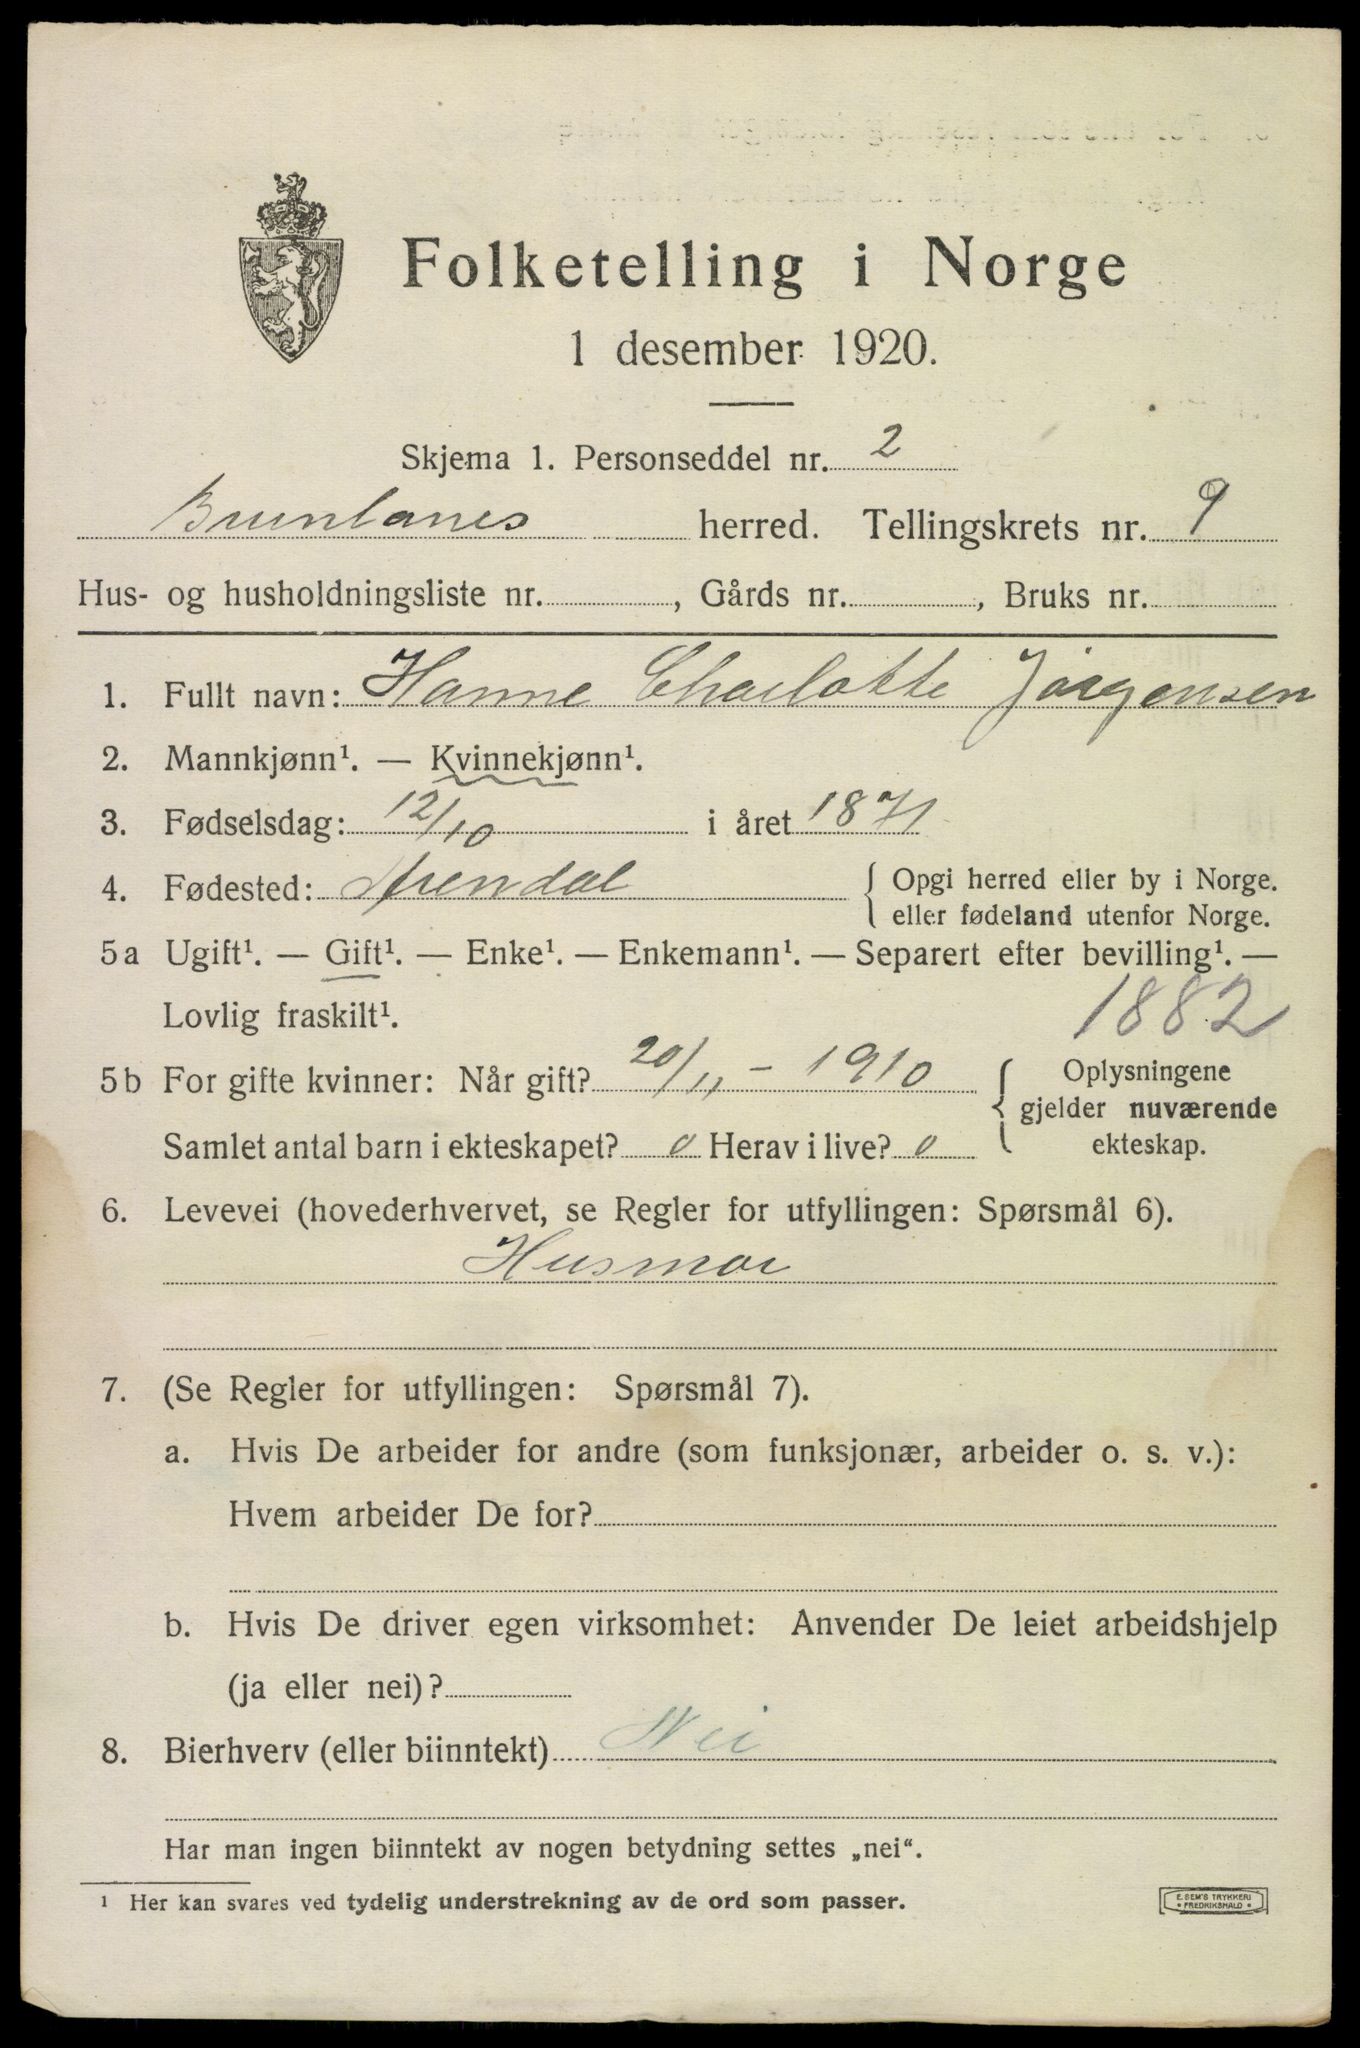 Folketelling i Norge
1 desember 1920.
Skjema 1. Personseddel nr. 2
Brunlanes herred. Tellingskrets nr. 9
Hus- og husholdningsliste nr. , Gårds nr. , Bruks nr.
1. Fullt navn: Hanne Charlotte Jörgensen
2. Mannkjønn¹. — Kvinnekjønn¹.
3. Fødselsdag: 12/10 i året 1871
4. Fødested: Arendal { Opgi herred eller by i Norge.
eller fødeland utenfor Norge.
5a Ugift¹. — Gift¹. — Enke¹. — Enkemann¹. — Separert efter bevilling¹. —
Lovlig fraskilt¹. 1882
5b For gifte kvinner: Når gift? 20/11 - 1910 { Oplysningene
gjelder nuværende
Samlet antal barn i ekteskapet? 0 Herav i live? 0 ekteskap.
6. Levevei (hovederhvervet, se Regler for utfyllingen: Spørsmål 6).
Husmor
7. (Se Regler for utfyllingen: Spørsmål 7).
a. Hvis De arbeider for andre (som funksjonær, arbeider o. s. v.):
Hvem arbeider De for?
b. Hvis De driver egen virksomhet: Anvender De leiet arbeidshjelp
(ja eller nei)?
8. Bierhverv (eller biinntekt) Nei
Har man ingen biinntekt av nogen betydning settes „nei“.
¹ Her kan svares ved tydelig understrekning av de ord som passer.
E. SEM'S TRYKKERI
• FREDRIKSHALD •